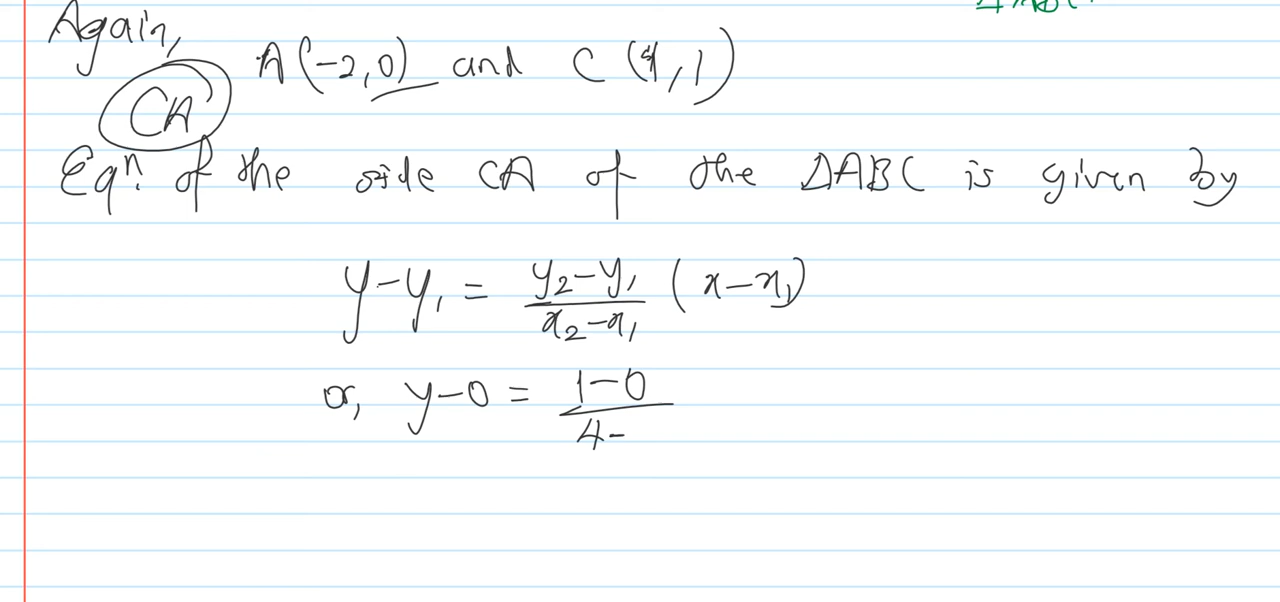 Again,
A(-2,0) and C(4,1)
CA
Eqn. of the side CA of the ΔABC is given by
y-y₁ = y₂-y₁/x₂-x₁ (x-x₁)
or, y-0 = 1-0/4-